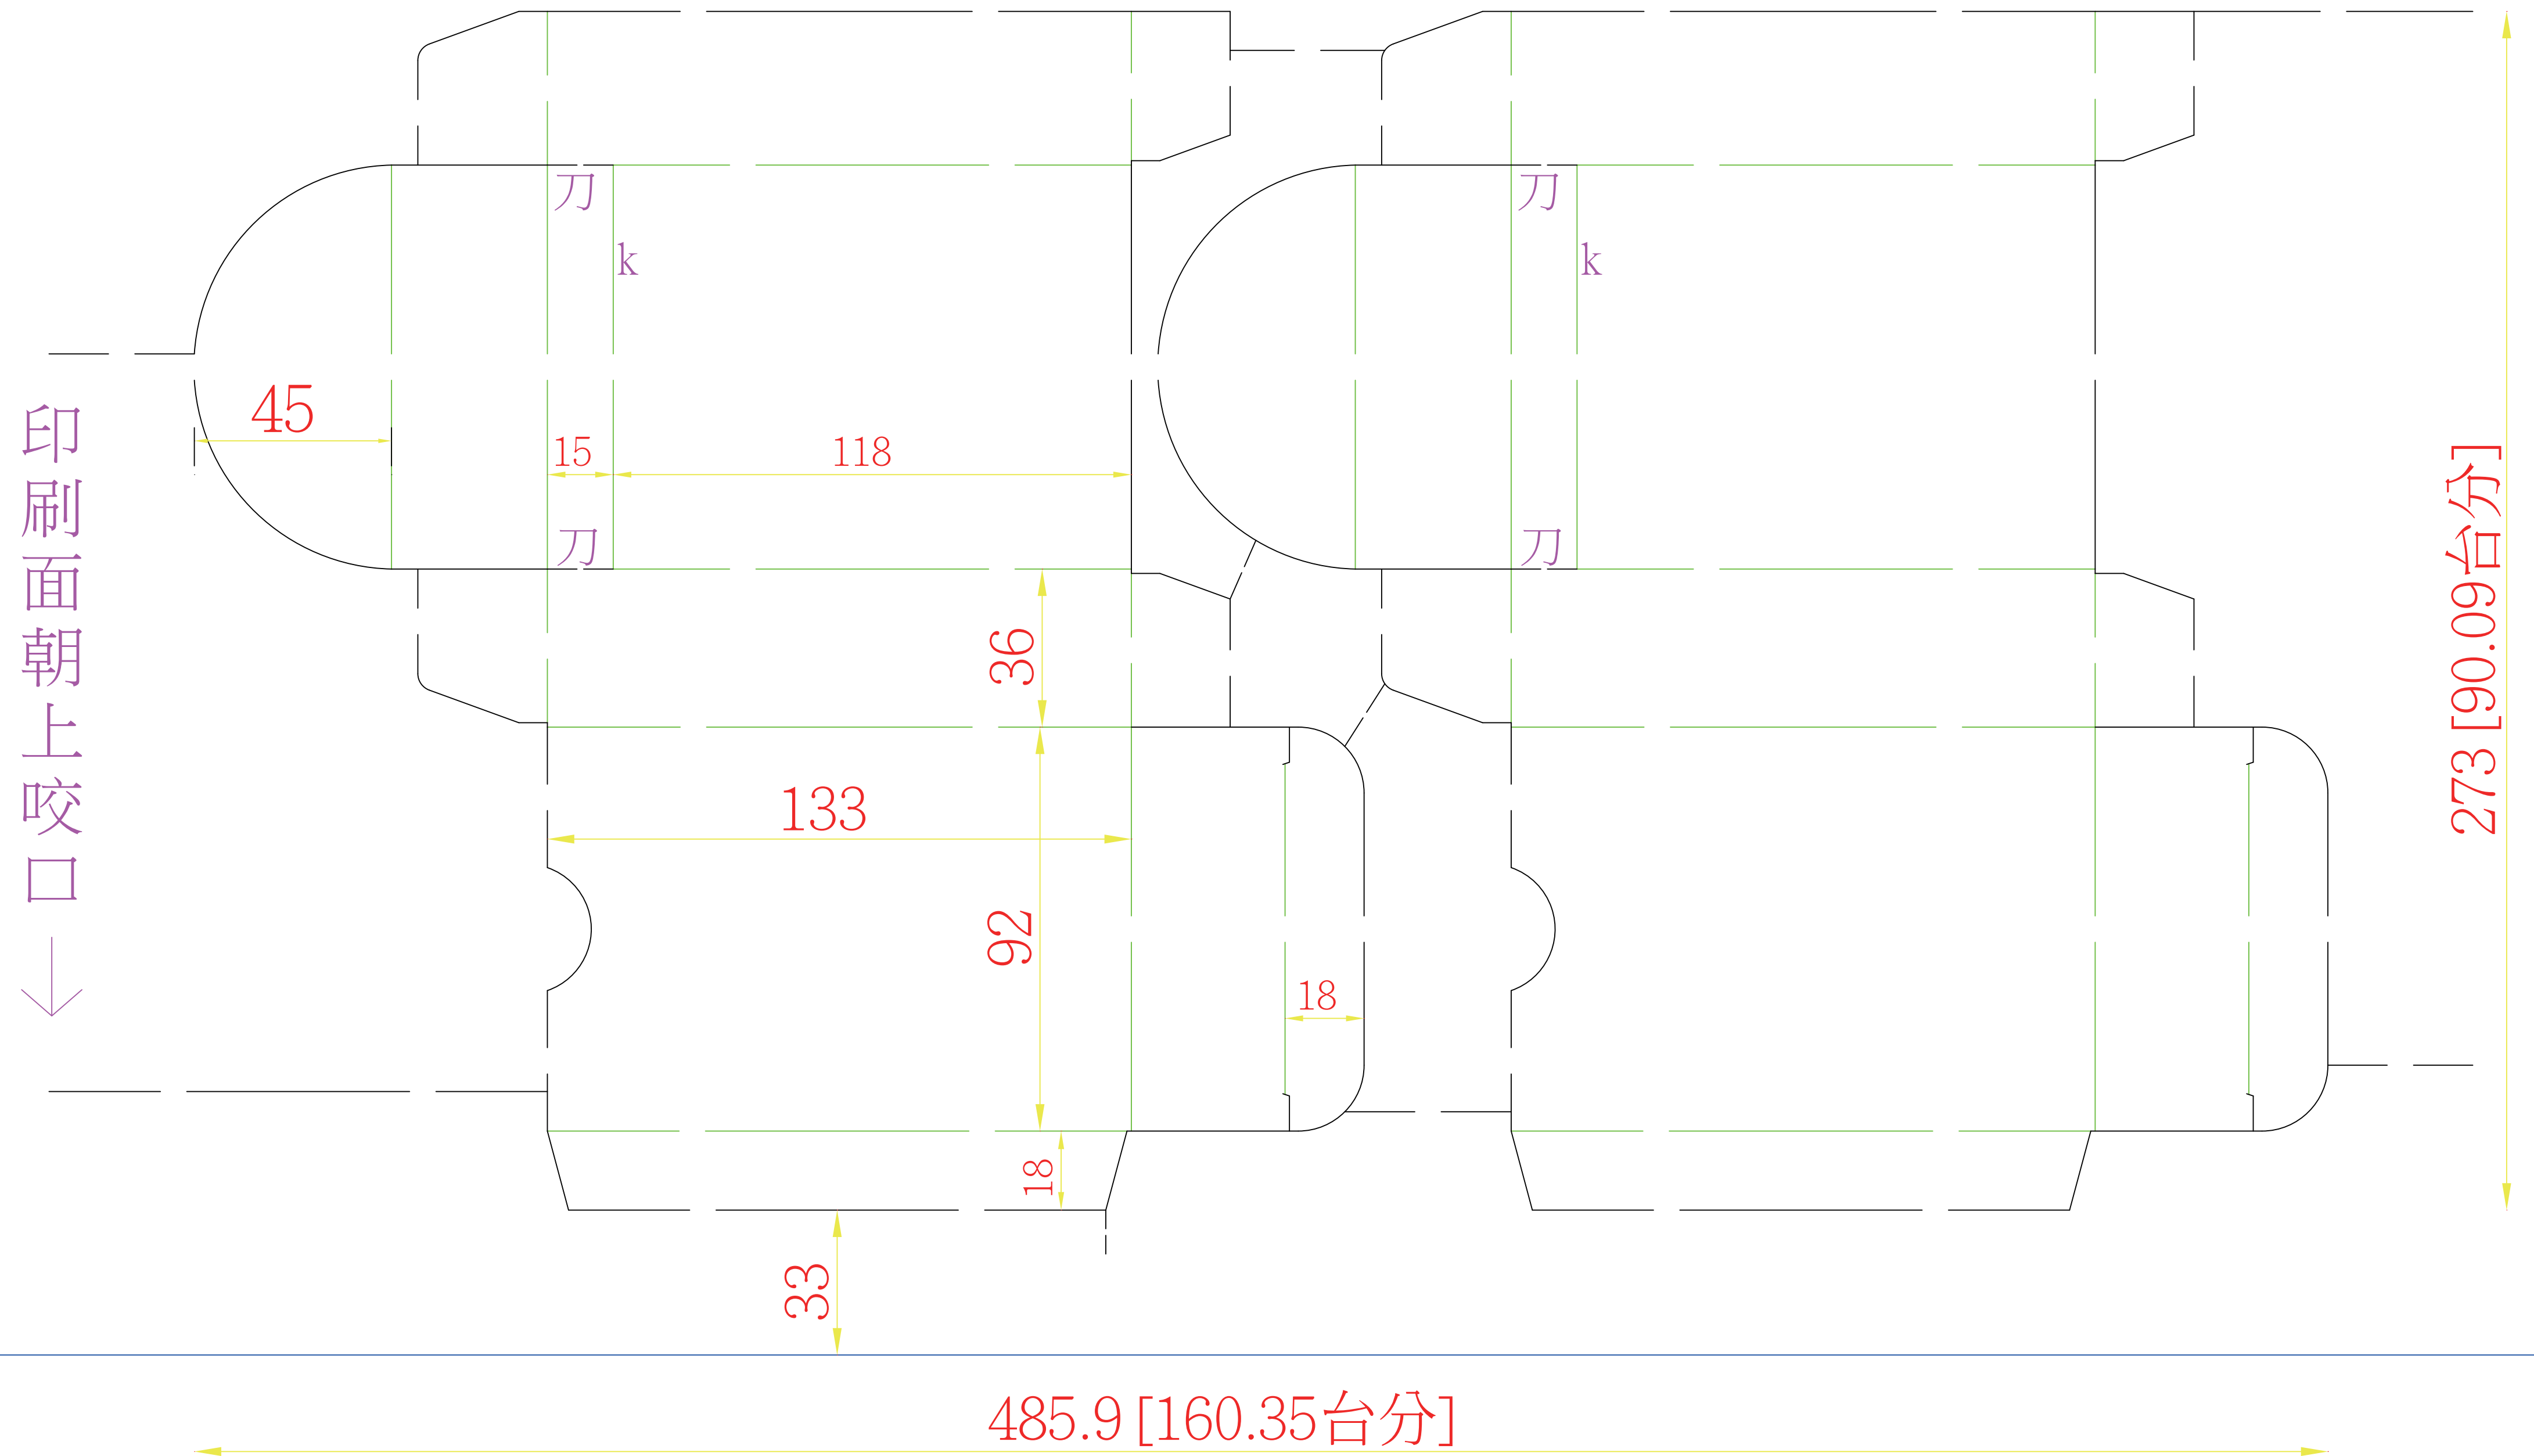 刀
刀
k
k
45
15
118
印刷面朝上咬口
刀
刀
36
273 [90.09台分]
133
92
18
18
33
485.9 [160.35台分]